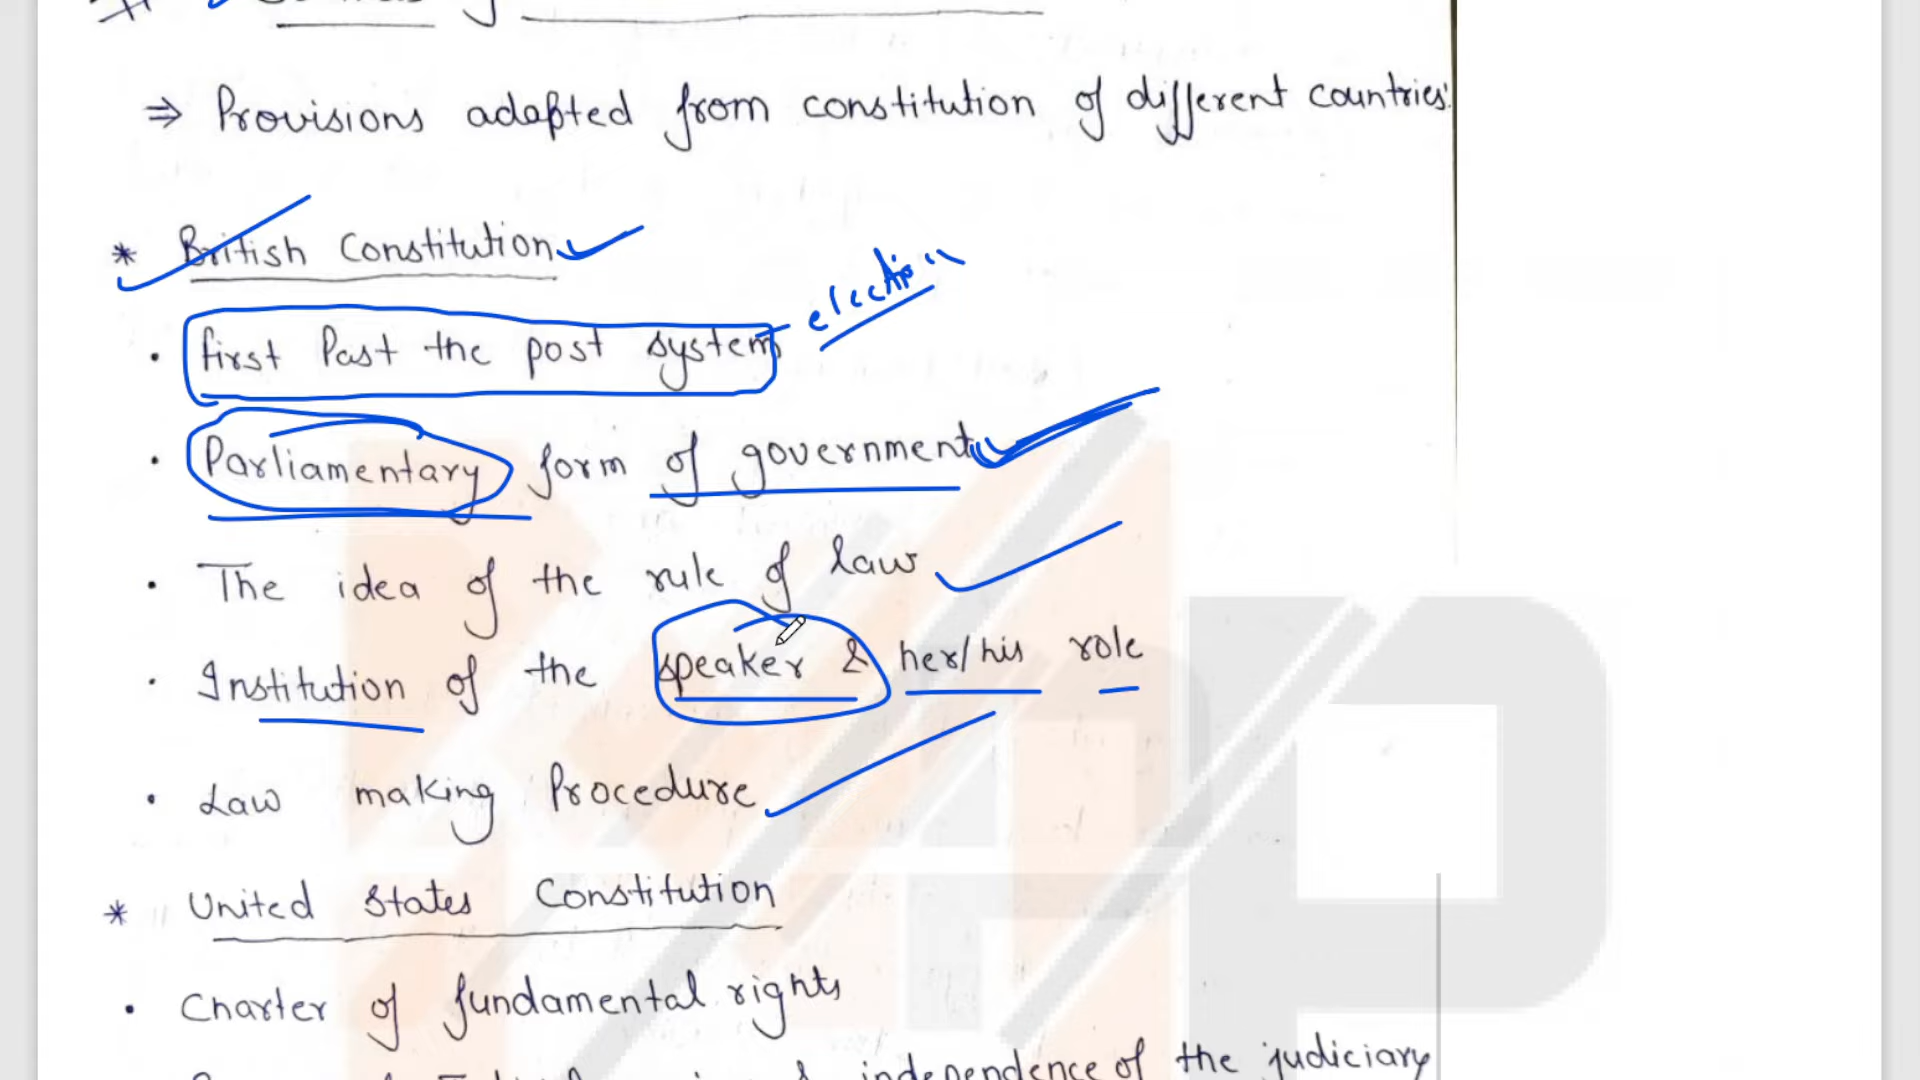 ⇒ Provisions adapted from constitution of different countries:
* British Constitution
election
• first Past the post system
• Parliamentary form of government
• The idea of the rule of law
• Institution of the speaker & her/his role
• Law making Procedure
* United States Constitution
• Charter of fundamental rights
independence of the judiciary